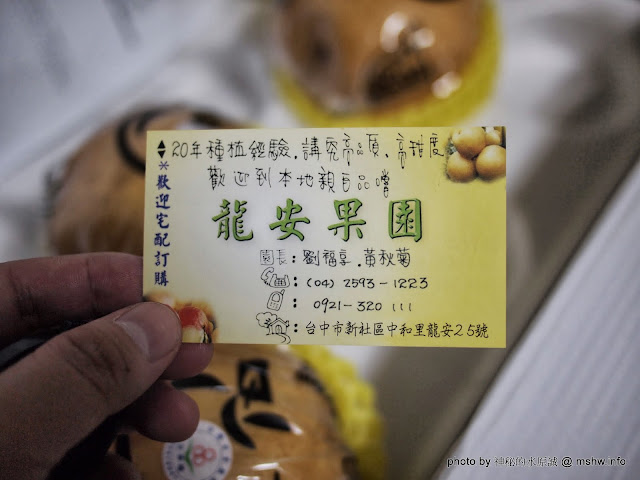 20年種植經驗.講究高品質.高甜度
歡迎到本地親自品嚐
＊歡迎宅配訂購
龍安果園
園長:劉福享.黃秋菊
:(04) 2593-1223
: 0921-320 111
:台中市新社區中和里龍安25號
photo by 神秘的水瓶誠 @ mshw.info